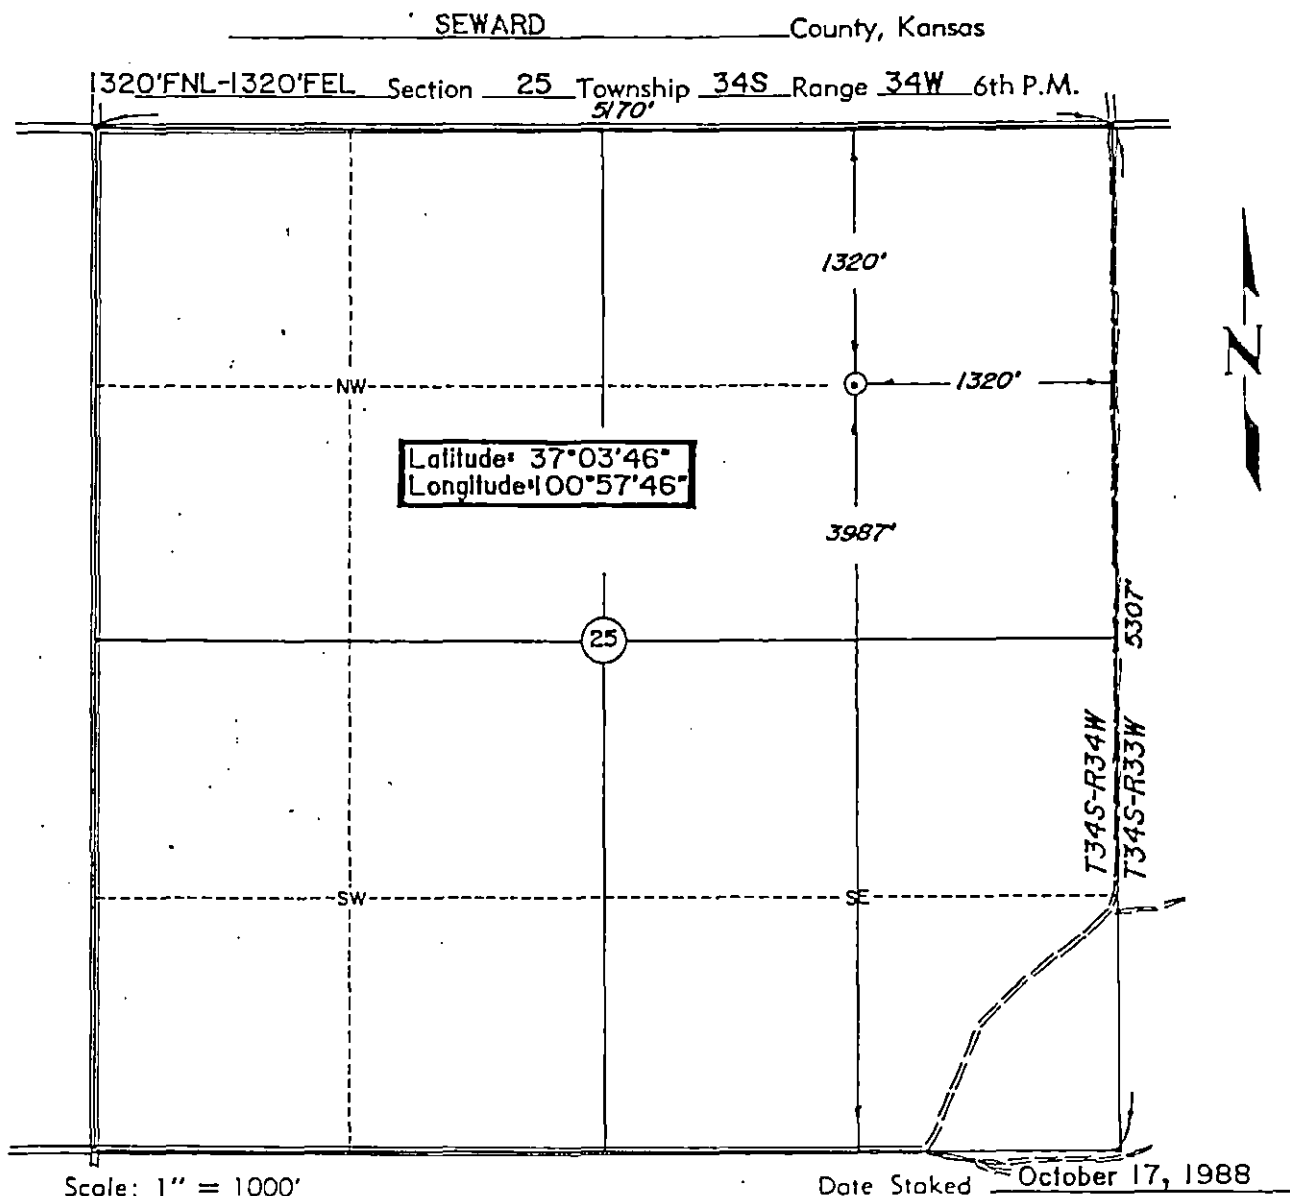 SEWARD County, Kansas
1320'FNL-1320'FEL Section 25 Township 34S Range 34W 6th P.M.
5170'
1320'
N
NW
1320'
Latitude: 37°03'46"
Longitude: 100°57'46"
3987'
5307'
25
T34S-R34W
T34S-R33W
SW
SE
Scale: 1" = 1000'
Date Staked October 17, 1988